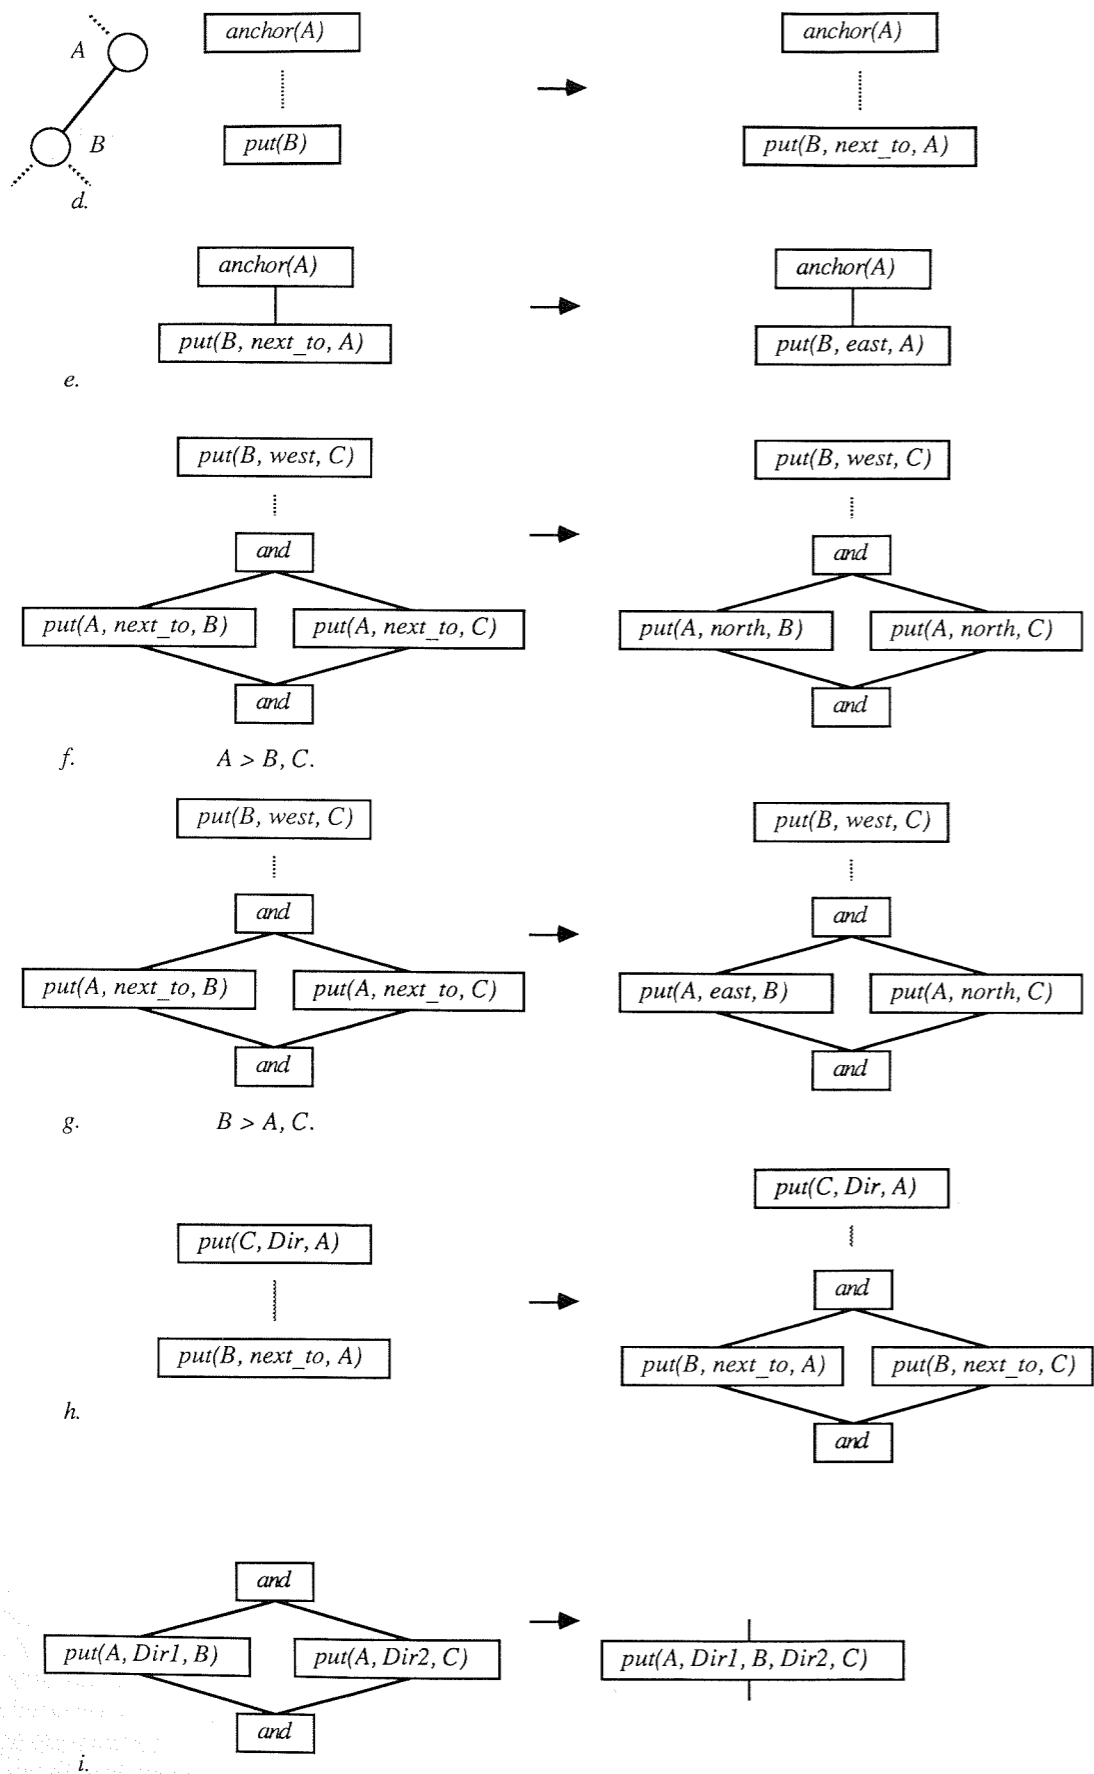 A
anchor(A)
anchor(A)
B
put(B)
put(B, next_to, A)
d.
anchor(A)
anchor(A)
put(B, next_to, A)
put(B, east, A)
e.
put(B, west, C)
put(B, west, C)
and
and
put(A, next_to, B)
put(A, next_to, C)
put(A, north, B)
put(A, north, C)
and
and
f.
A > B, C.
put(B, west, C)
put(B, west, C)
and
and
put(A, next_to, B)
put(A, next_to, C)
put(A, east, B)
put(A, north, C)
and
and
g.
B > A, C.
put(C, Dir, A)
put(C, Dir, A)
and
put(B, next_to, A)
put(B, next_to, A)
put(B, next_to, C)
h.
and
and
put(A, Dir1, B)
put(A, Dir2, C)
put(A, Dir1, B, Dir2, C)
and
i.